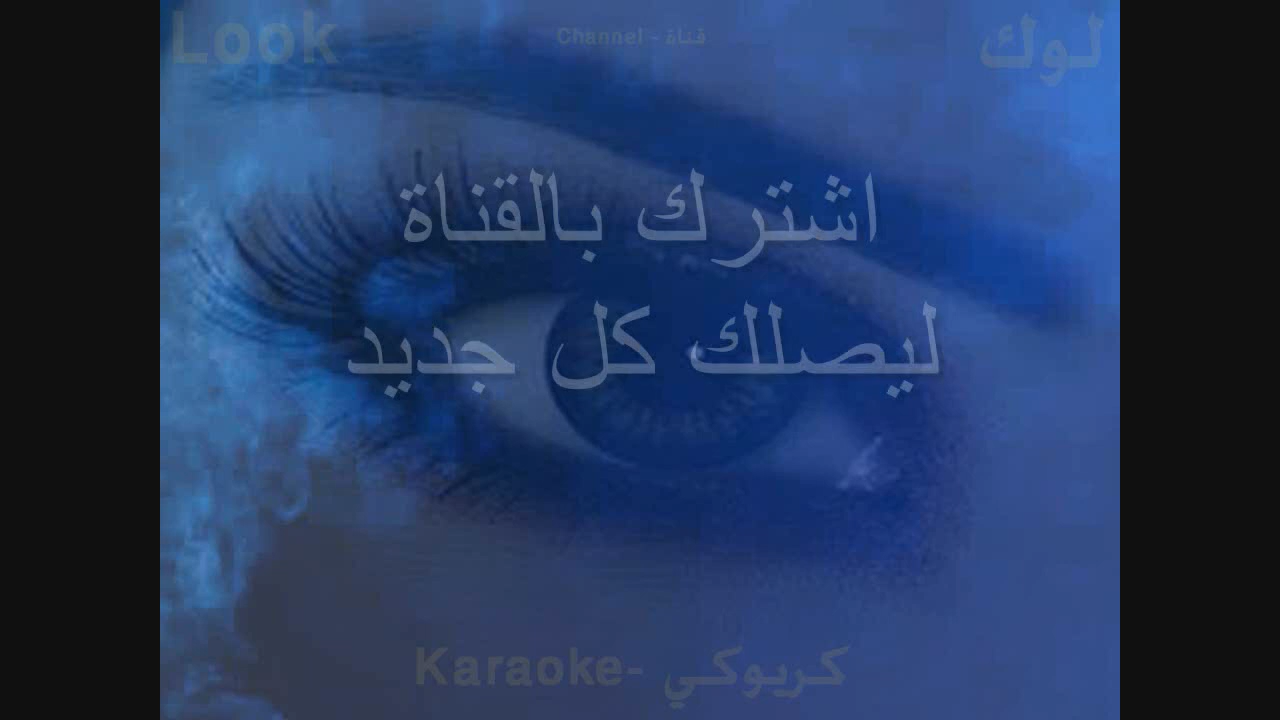 Look
Channel - قناة
لوك
اشترك بالقناة
ليصلك كل جديد
Karaoke- كريوكي